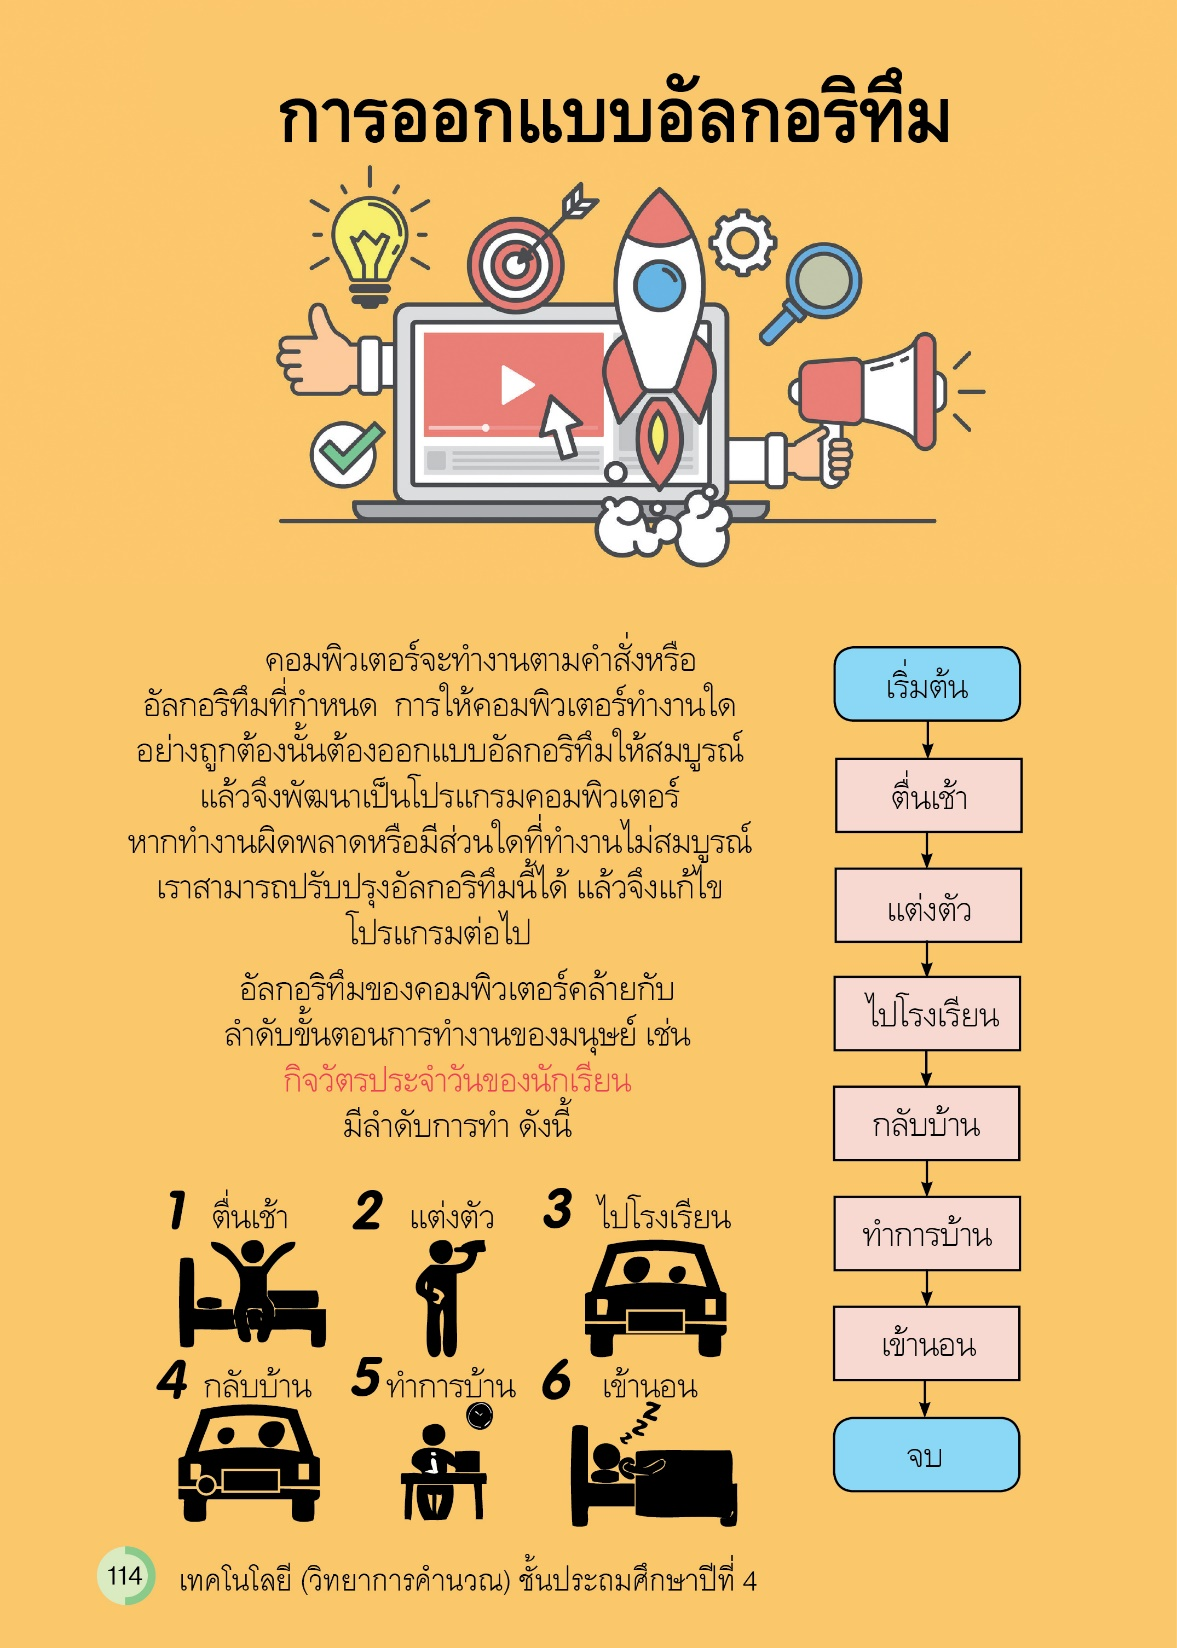 การออกแบบอัลกอริทึม
คอมพิวเตอร์จะทำงานตามคำสั่งหรือ
อัลกอริทึมที่กำหนด การให้คอมพิวเตอร์ทำงานใด
อย่างถูกต้องนั้นต้องออกแบบอัลกอริทึมให้สมบูรณ์
แล้วจึงพัฒนาเป็นโปรแกรมคอมพิวเตอร์
หากทำงานผิดพลาดหรือมีส่วนใดที่ทำงานไม่สมบูรณ์
เราสามารถปรับปรุงอัลกอริทึมนี้ได้ แล้วจึงแก้ไข
โปรแกรมต่อไป
อัลกอริทึมของคอมพิวเตอร์คล้ายกับ
ลำดับขั้นตอนการทำงานของมนุษย์ เช่น
กิจวัตรประจำวันของนักเรียน
มีลำดับการทำ ดังนี้
1 ตื่นเช้า 2 แต่งตัว 3 ไปโรงเรียน
4 กลับบ้าน 5 ทำการบ้าน 6 เข้านอน
z z z
เริ่มต้น
ตื่นเช้า
แต่งตัว
ไปโรงเรียน
กลับบ้าน
ทำการบ้าน
เข้านอน
จบ
114 เทคโนโลยี (วิทยาการคำนวณ) ชั้นประถมศึกษาปีที่ 4